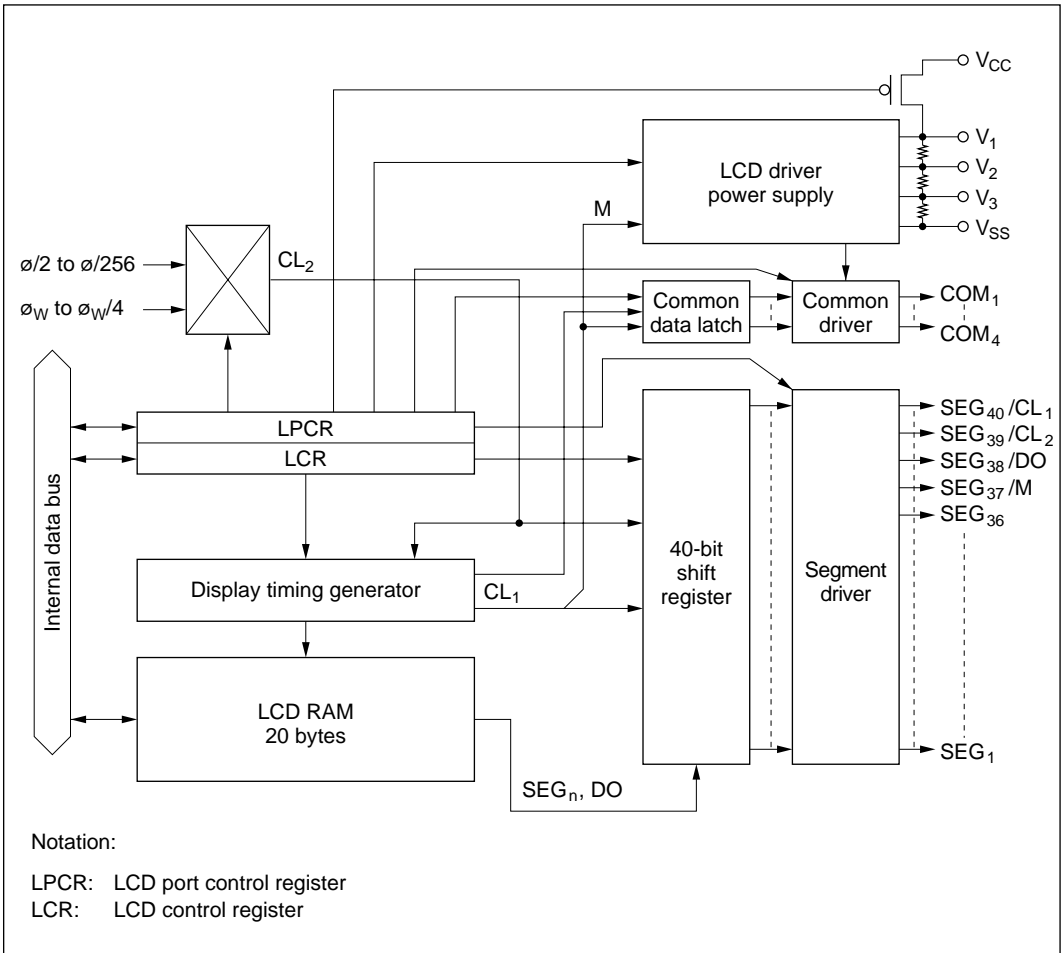 V_CC
V_1
LCD driver
power supply
V_2
V_3
M
V_SS
CL_2
ø/2 to ø/256
ø_W to ø_W/4
Common
data latch
Common
driver
COM_1
COM_4
LPCR
LCR
SEG_40/CL_1
SEG_39/CL_2
SEG_38/DO
SEG_37/M
SEG_36
Internal data bus
Display timing generator
CL_1
40-bit
shift
register
Segment
driver
LCD RAM
20 bytes
SEG_1
SEG_n, DO
Notation:
LPCR: LCD port control register
LCR: LCD control register